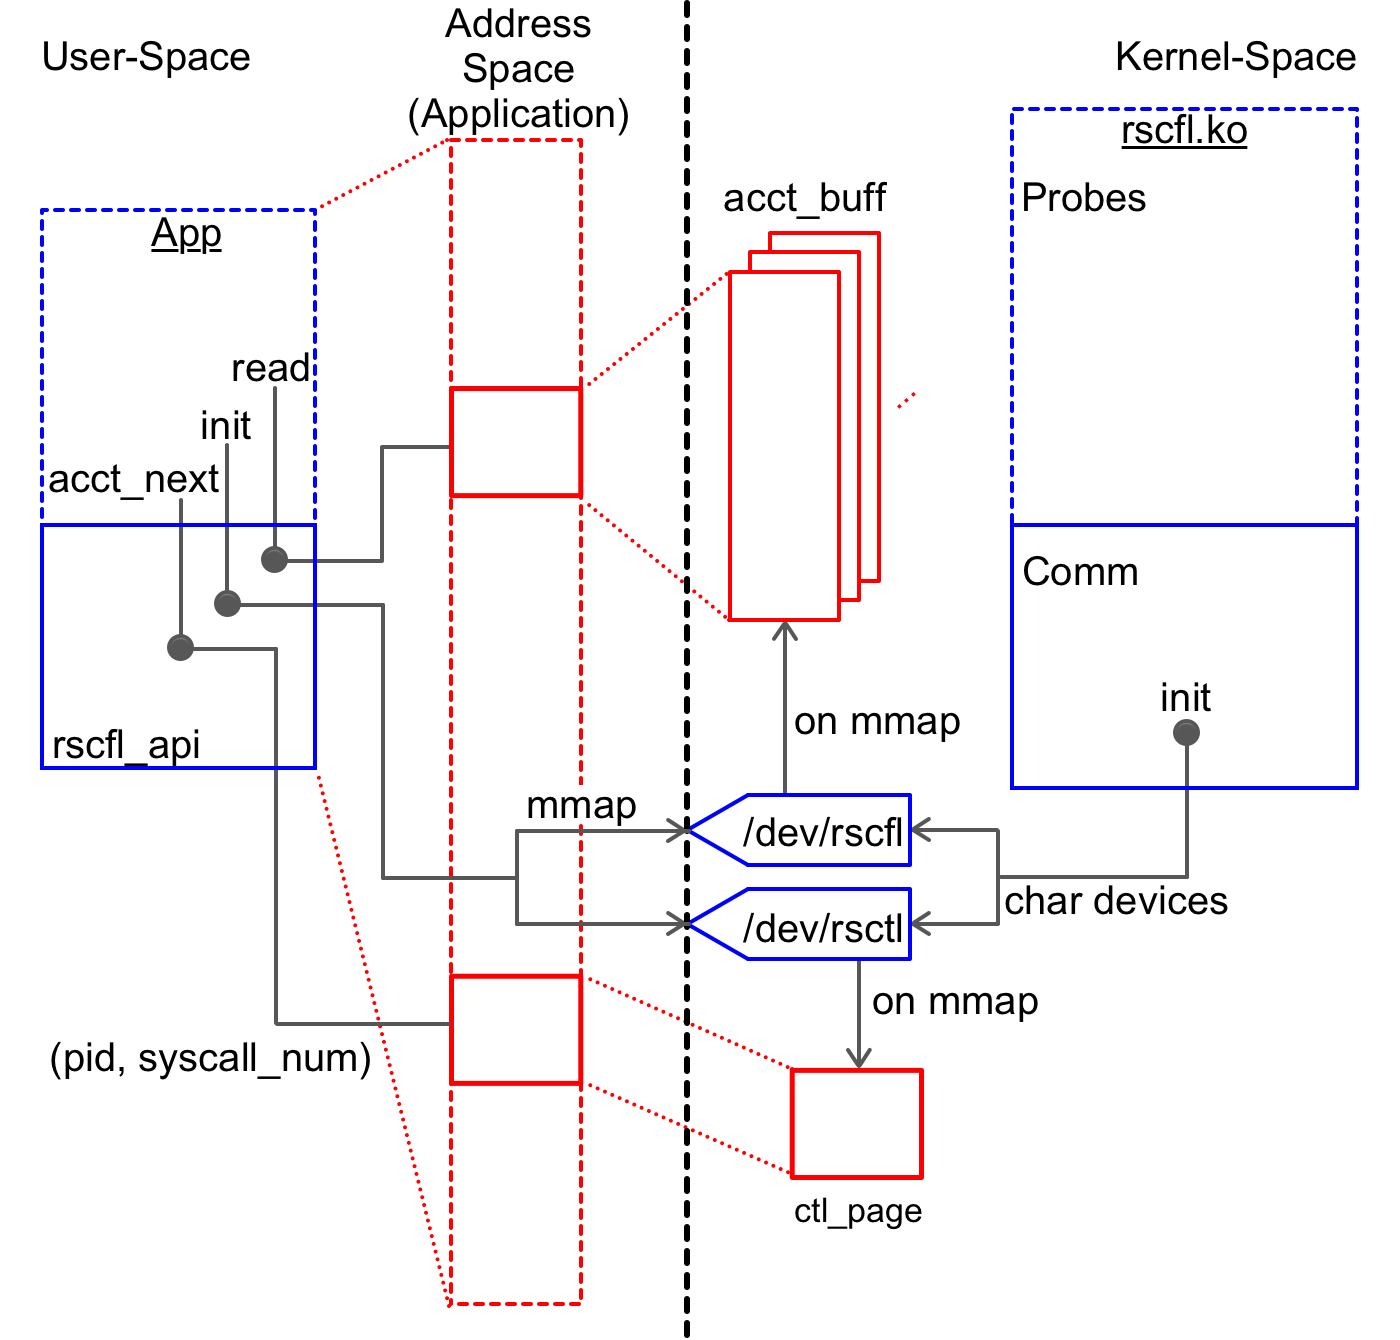 User-Space
Address
Space
(Application)
Kernel-Space
rscfl.ko
Probes
acct_buff
App
read
init
acct_next
Comm
rscfl_api
init
on mmap
mmap
/dev/rscfl
char devices
/dev/rsctl
on mmap
(pid, syscall_num)
ctl_page